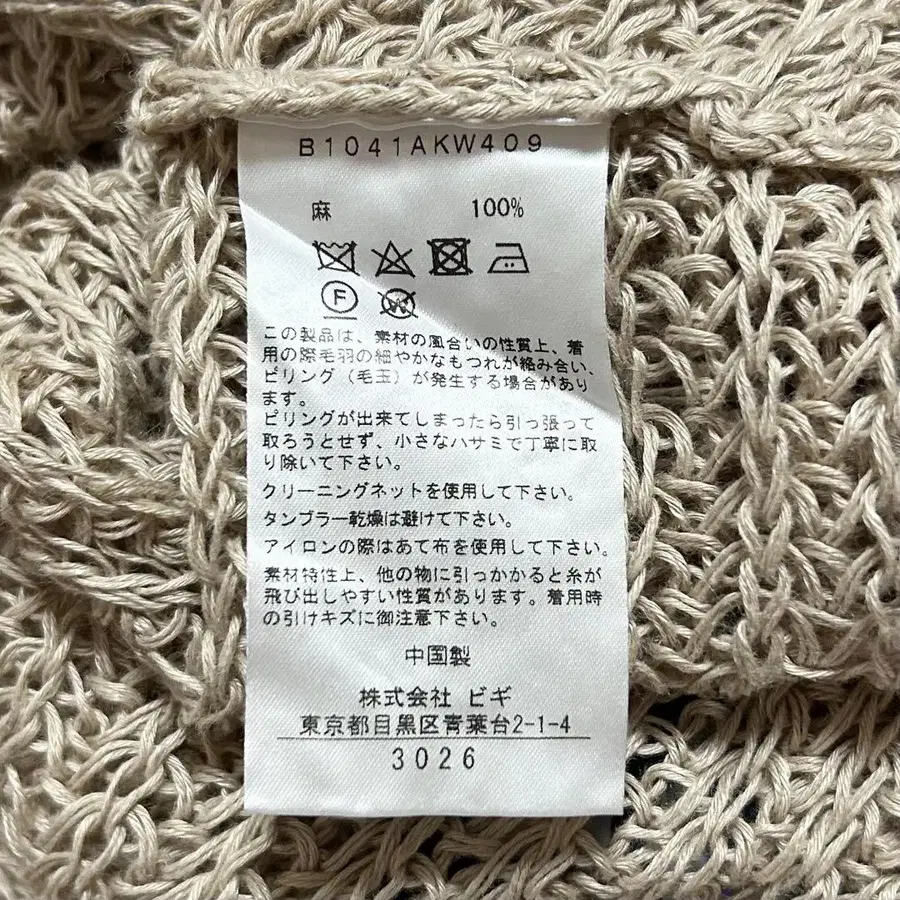 B1041AKW409
麻 100%
F
W
この製品は、素材の風合いの性質上、着
用の際毛羽の細やかなもつれが絡み合い、
ピリング（毛玉）が発生する場合があり
ます。
ピリングが出来てしまったら引っ張って
取ろうとせず、小さなハサミで丁寧に取
り除いて下さい。
クリーニングネットを使用して下さい。
タンブラー乾燥は避けて下さい。
アイロンの際はあて布を使用して下さい。
素材特性上、他の物に引っかかると糸が
飛び出しやすい性質があります。着用時
の引けキズに御注意下さい。
中国製
株式会社 ビギ
東京都目黒区青葉台2-1-4
3026